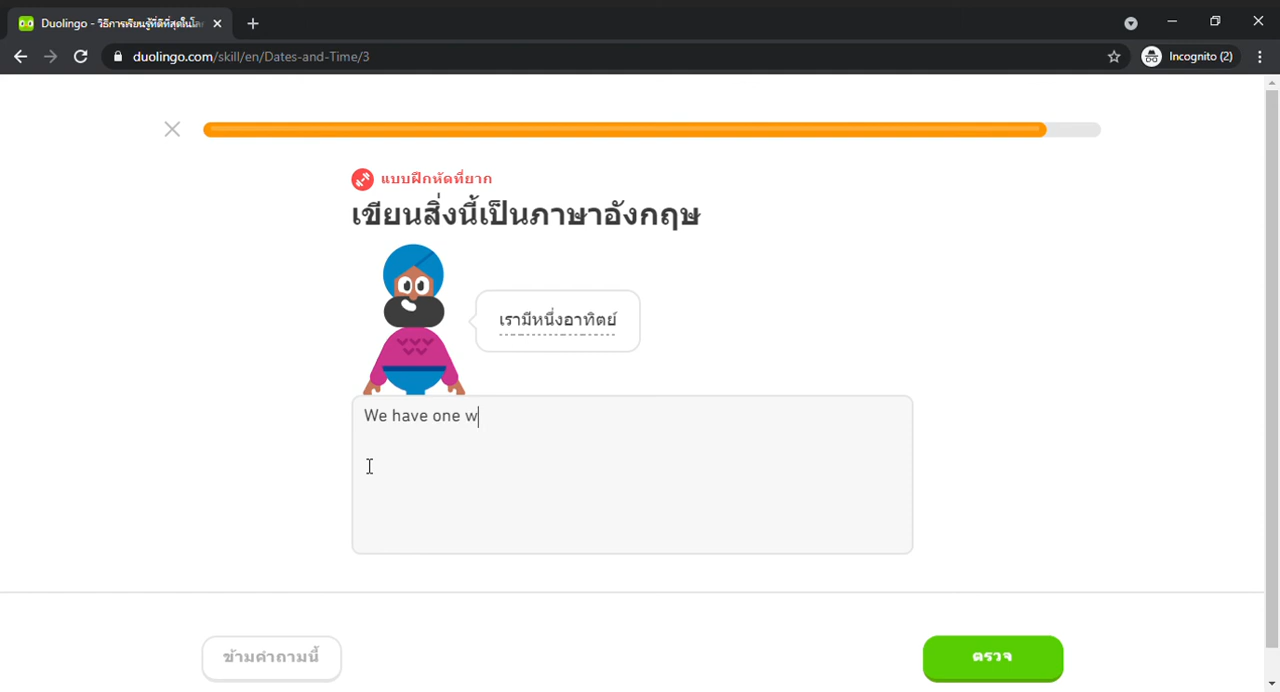 Duolingo - วิธีการเรียนรู้ที่ดีที่สุดในโล
duolingo.com/skill/en/Dates-and-Time/3
Incognito (2)
แบบฝึกหัดที่ยาก
เขียนสิ่งนี้เป็นภาษาอังกฤษ
เรามีหนึ่งอาทิตย์
We have one w
ข้ามคำถามนี้
ตรวจ